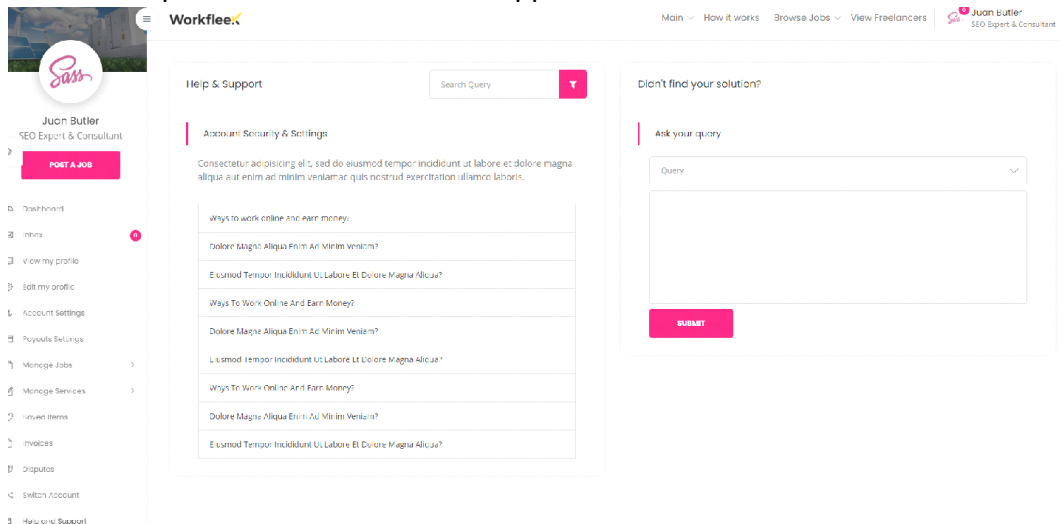 Workfleex
Main
How it works
Browse Jobs
View Freelancers
0
Sass
Juan Butler
SEO Expert & Consultant
Sass
Juan Butler
SEO Expert & Consultant
POST A JOB
Dashboard
Inbox
0
View my profile
Edit my profile
Account Settings
Payouts Settings
Manage Jobs
Manage Services
Saved Items
Invoices
Disputes
Switch Account
Help and Support
Help & Support
Search Query
Account Security & Settings
Consectetur adipisicing elit, sed do eiusmod tempor incididunt ut labore et dolore magna
aliqua aut enim ad minim veniamac quis nostrud exercitation ullamco laboris.
Ways to work online and earn money?
Dolore Magna Aliqua Enim Ad Minim Veniam?
Eiusmod Tempor Incididunt Ut Labore Et Dolore Magna Aliqua?
Ways To Work Online And Earn Money?
Dolore Magna Aliqua Enim Ad Minim Veniam?
Eiusmod Tempor Incididunt Ut Labore Et Dolore Magna Aliqua?
Ways To Work Online And Earn Money?
Dolore Magna Aliqua Enim Ad Minim Veniam?
Eiusmod Tempor Incididunt Ut Labore Et Dolore Magna Aliqua?
Didn't find your solution?
Ask your query
Query
SUBMIT